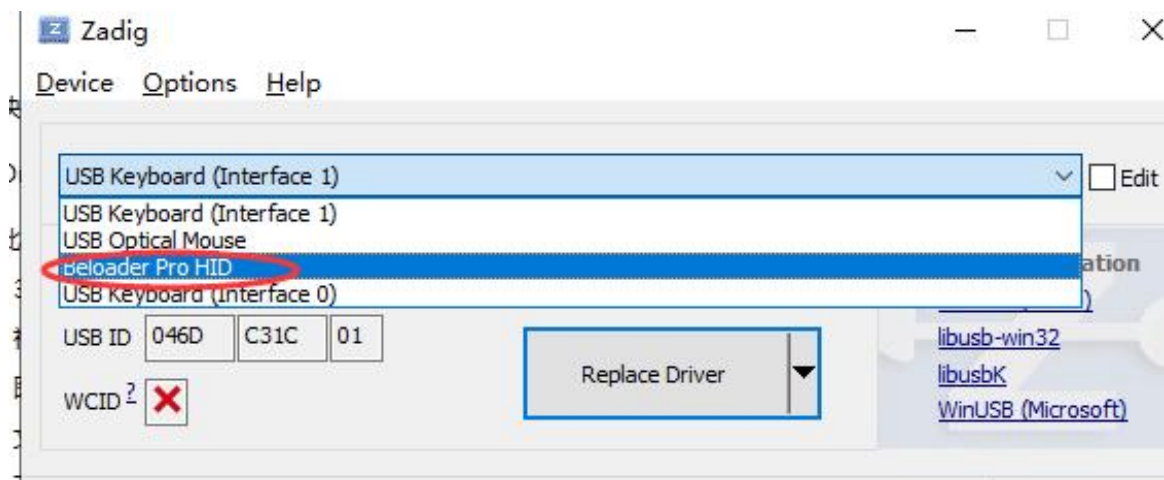 Zadig
Device Options Help
USB Keyboard (Interface 1)
Edit
USB Keyboard (Interface 1)
USB Optical Mouse
Beloader Pro HID
USB Keyboard (Interface 0)
ation
USB ID 046D C31C 01
Replace Driver
libusb-win32
libusbK
WCID ?
WinUSB (Microsoft)